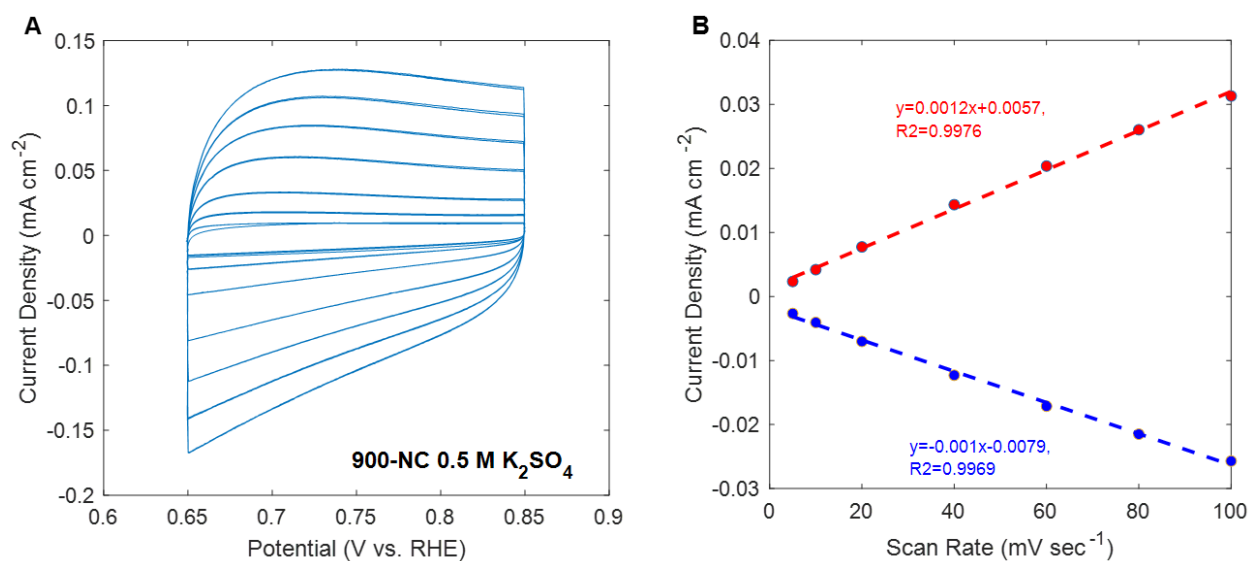 A
0.15
0.1
0.05
0
-0.05
-0.1
-0.15
-0.2
Current Density (mA cm⁻²)
900-NC 0.5 M K₂SO₄
0.6 0.65 0.7 0.75 0.8 0.85 0.9
Potential (V vs. RHE)
B
0.04
0.03
0.02
0.01
0
-0.01
-0.02
-0.03
Current Density (mA cm⁻²)
y=0.0012x+0.0057,
R2=0.9976
y=-0.001x-0.0079,
R2=0.9969
0 20 40 60 80 100
Scan Rate (mV sec⁻¹)